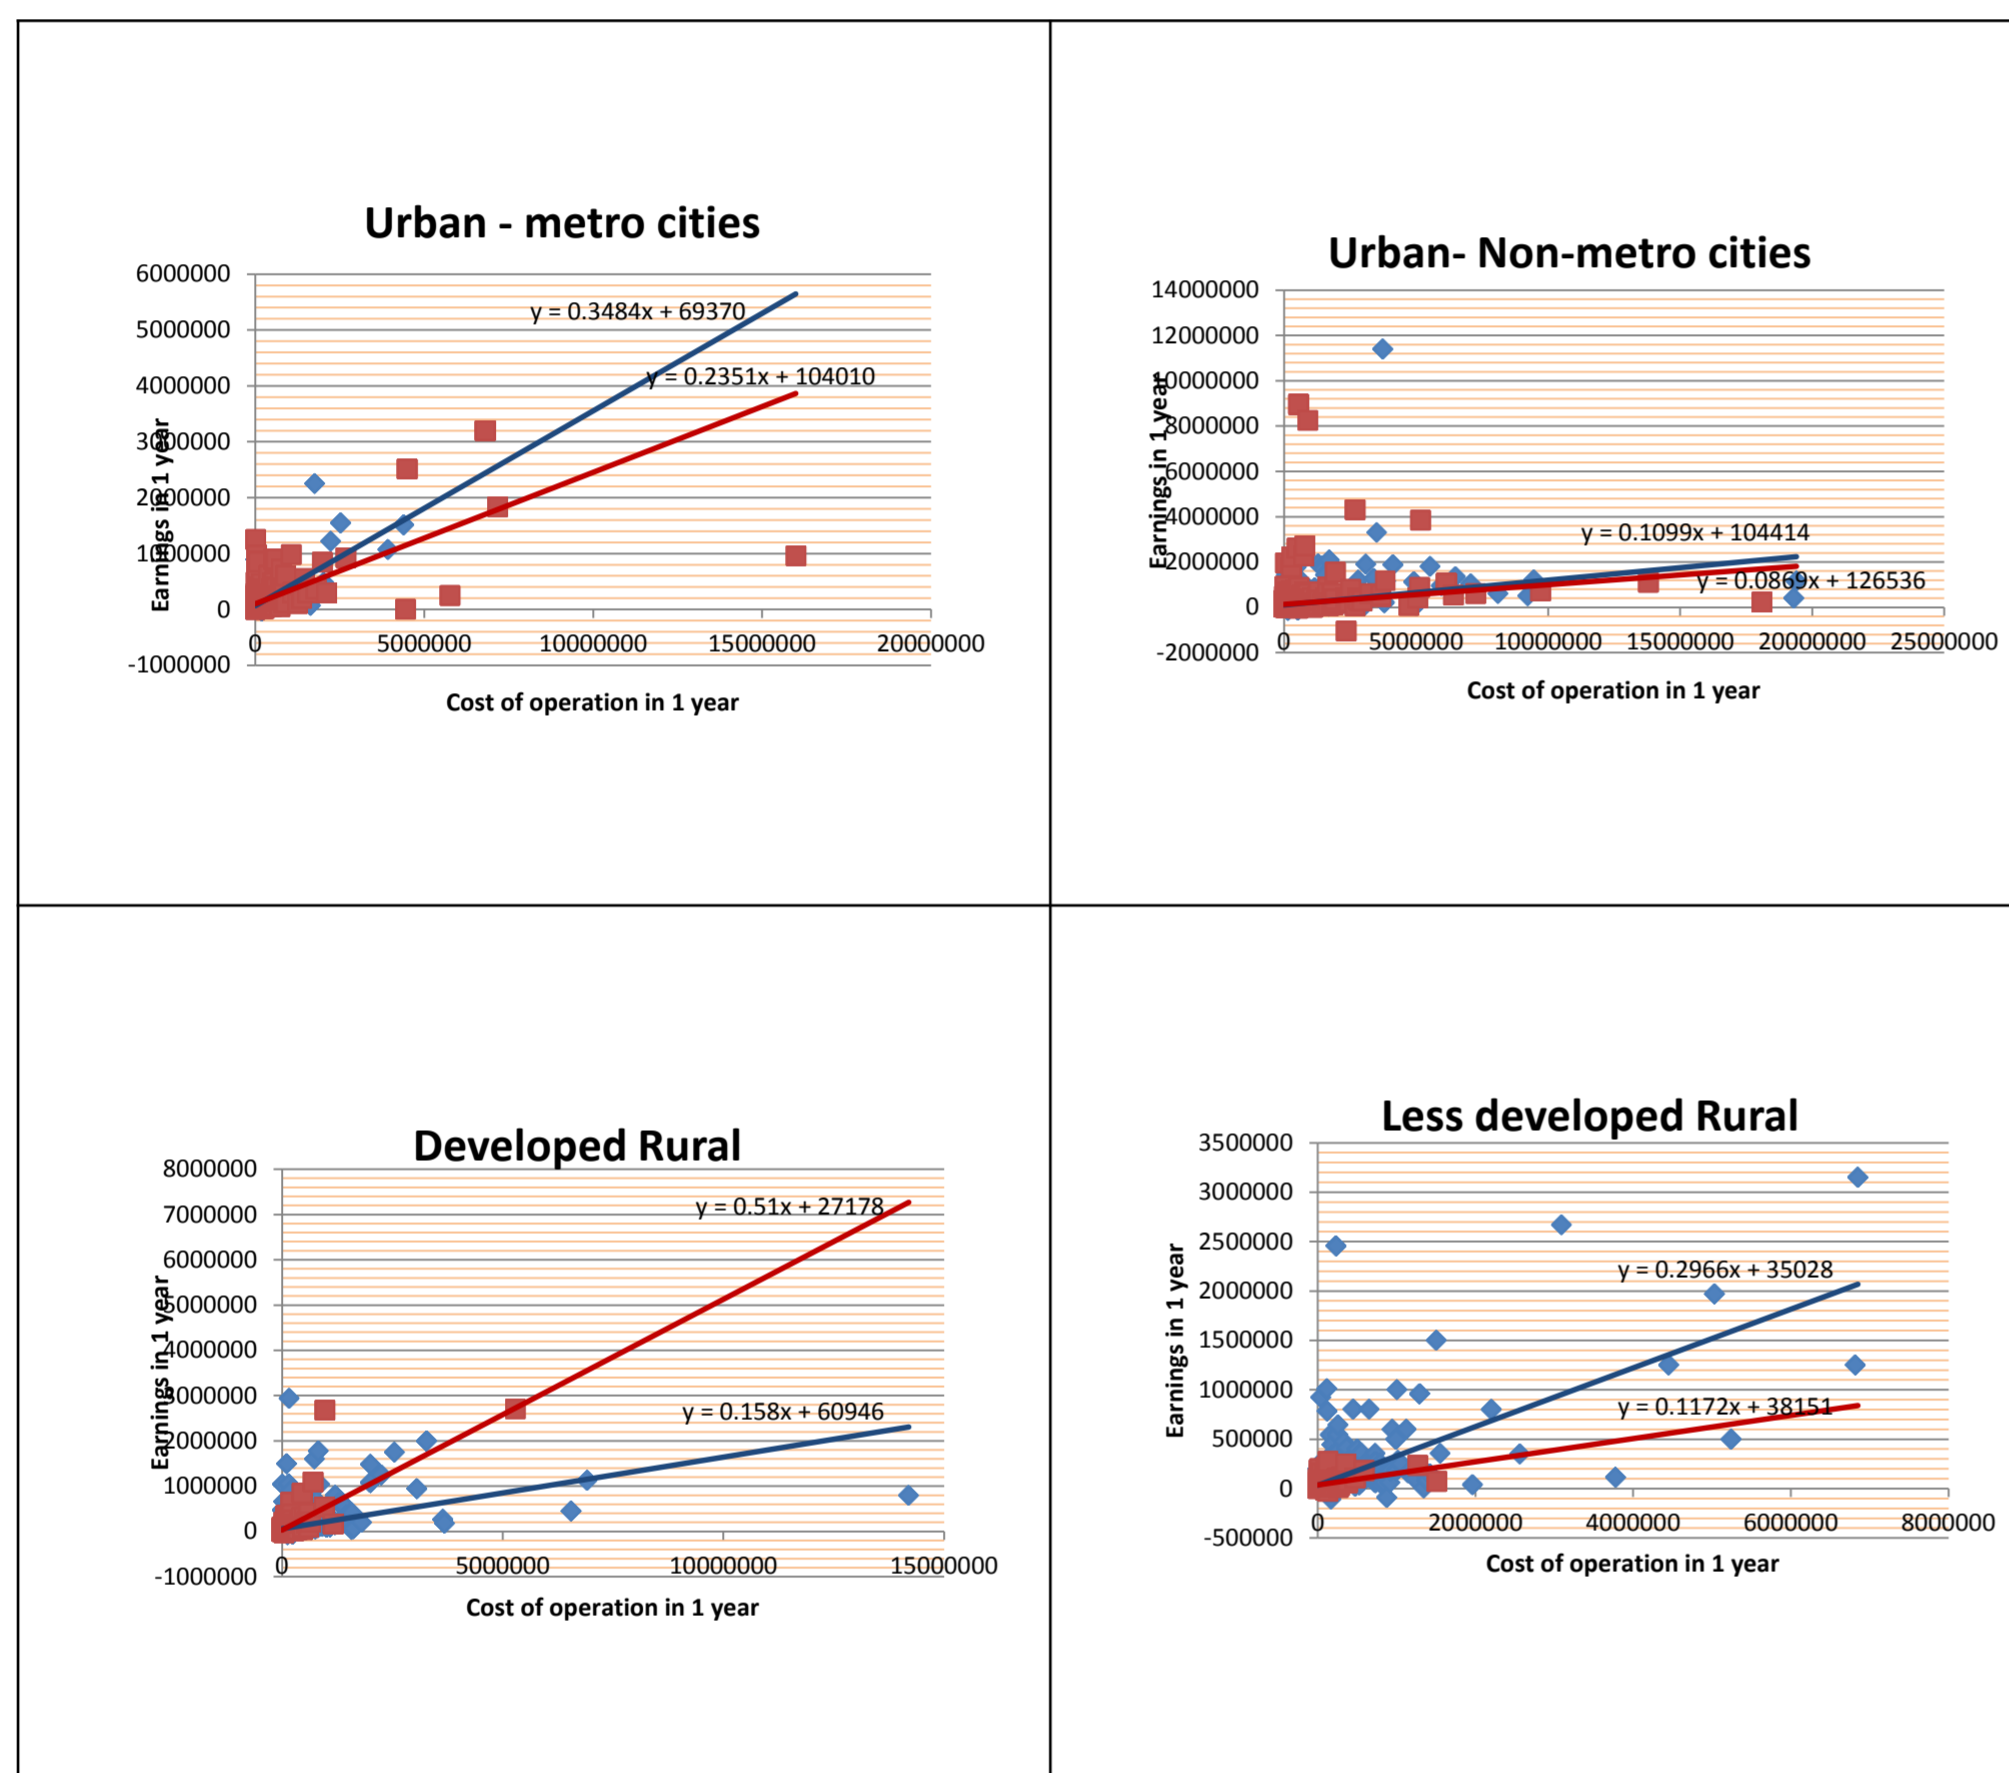 Urban - metro cities
6000000
5000000
4000000
3000000
2000000
1000000
0
-1000000
Earnings in 1 year
y = 0.3484x + 69370
y = 0.2351x + 104010
0 5000000 10000000 15000000 20000000
Cost of operation in 1 year
Urban- Non-metro cities
14000000
12000000
10000000
8000000
6000000
4000000
2000000
0
-2000000
Earnings in 1 year
y = 0.1099x + 104414
y = 0.0869x + 126536
0 5000000 10000000 15000000 20000000 25000000
Cost of operation in 1 year
Developed Rural
8000000
7000000
6000000
5000000
4000000
3000000
2000000
1000000
0
-1000000
Earnings in 1 year
y = 0.51x + 27178
y = 0.158x + 60946
0 5000000 10000000 15000000
Cost of operation in 1 year
Less developed Rural
3500000
3000000
2500000
2000000
1500000
1000000
500000
0
-500000
Earnings in 1 year
y = 0.2966x + 35028
y = 0.1172x + 38151
0 2000000 4000000 6000000 8000000
Cost of operation in 1 year